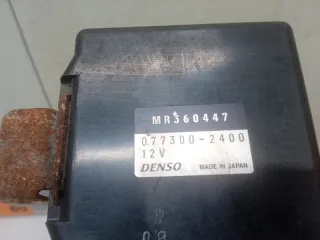 MR360447
077300-2400
12V
DENSO MADE IN JAPAN